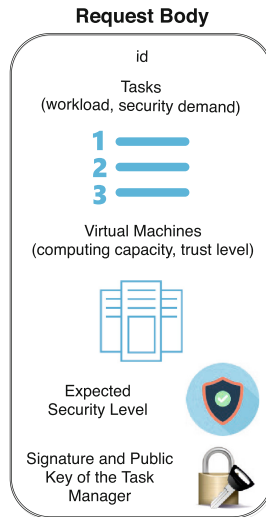 Request Body
id
Tasks
(workload, security demand)
1
2
3
Virtual Machines
(computing capacity, trust level)
Expected
Security Level
Signature and Public
Key of the Task
Manager